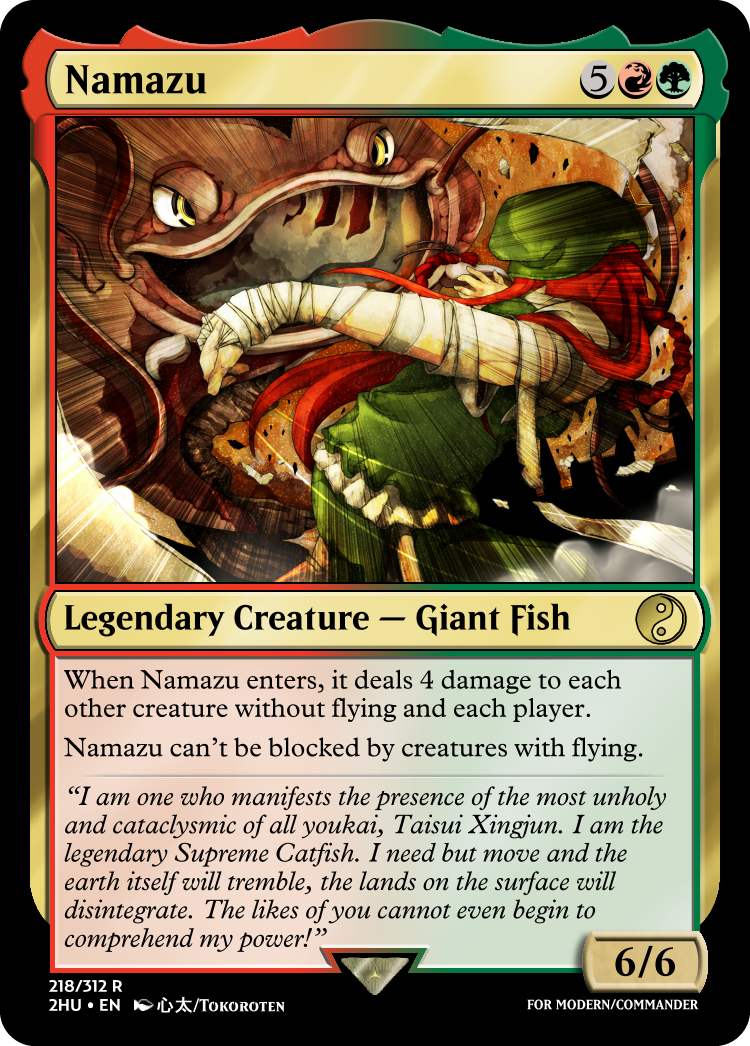 Namazu 5
Legendary Creature — Giant Fish
When Namazu enters, it deals 4 damage to each
other creature without flying and each player.
Namazu can't be blocked by creatures with flying.
“I am one who manifests the presence of the most unholy
and cataclysmic of all youkai, Taisui Xingjun. I am the
legendary Supreme Catfish. I need but move and the
earth itself will tremble, the lands on the surface will
disintegrate. The likes of you cannot even begin to
comprehend my power!”
6/6
218/312 R
2HU • EN 心太/Tokoroten
FOR MODERN/COMMANDER